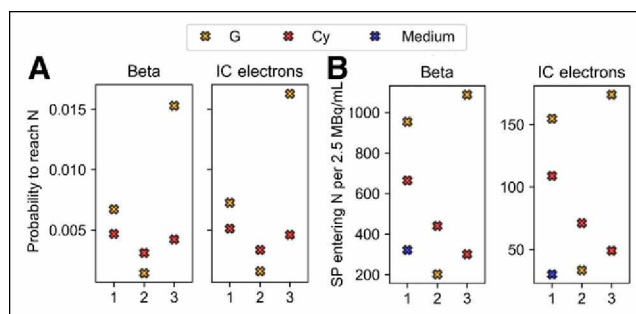 G Cy Medium
A Beta IC electrons B Beta IC electrons
Probability to reach N
0.015
0.010
0.005
1 2 3 1 2 3
SP entering N per 2.5 MBq/mL
1000
800
600
400
200
1 2 3
150
100
50
1 2 3